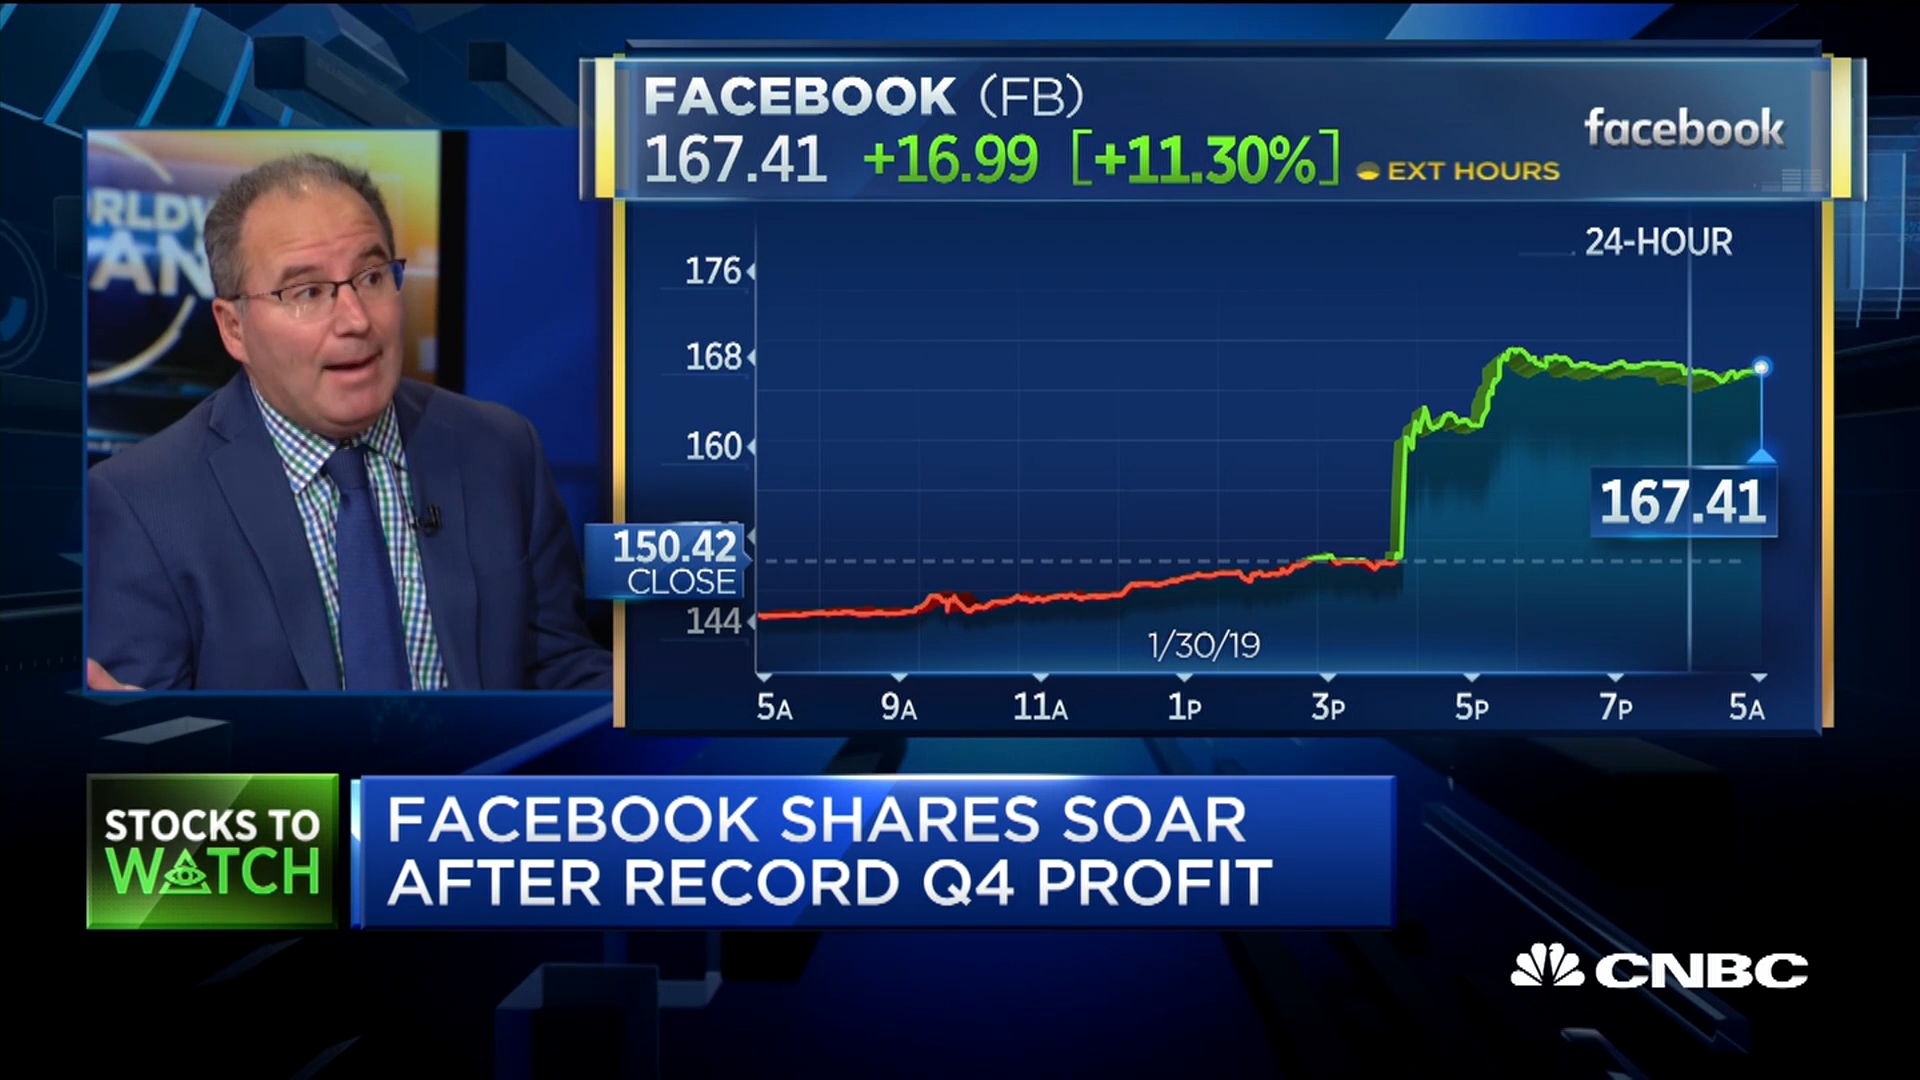 RLDW
AN
FACEBOOK (FB)
167.41 +16.99 [+11.30%] EXT HOURS
facebook
24-HOUR
176
168
160
150.42
CLOSE
144
167.41
1/30/19
5A 9A 11A 1P 3P 5P 7P 5A
STOCKS TO
WATCH
FACEBOOK SHARES SOAR
AFTER RECORD Q4 PROFIT
CNBC